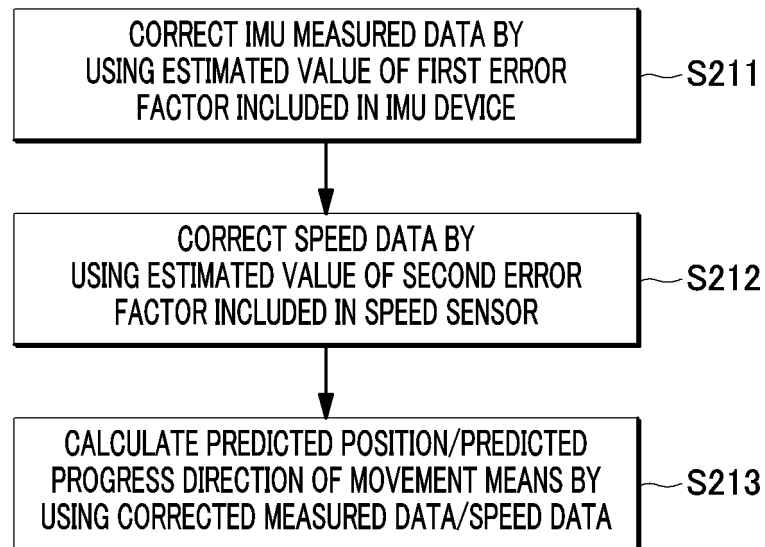 CORRECT IMU MEASURED DATA BY
USING ESTIMATED VALUE OF FIRST ERROR
FACTOR INCLUDED IN IMU DEVICE
S211
CORRECT SPEED DATA BY
USING ESTIMATED VALUE OF SECOND ERROR
FACTOR INCLUDED IN SPEED SENSOR
S212
CALCULATE PREDICTED POSITION/PREDICTED
PROGRESS DIRECTION OF MOVEMENT MEANS BY
USING CORRECTED MEASURED DATA/SPEED DATA
S213